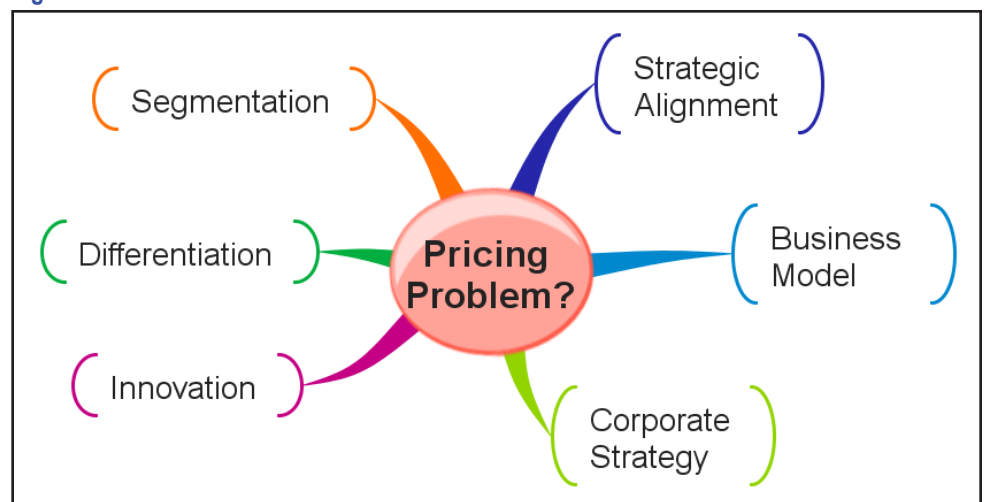 Segmentation
Strategic
Alignment
Differentiation
Pricing
Problem?
Business
Model
Innovation
Corporate
Strategy